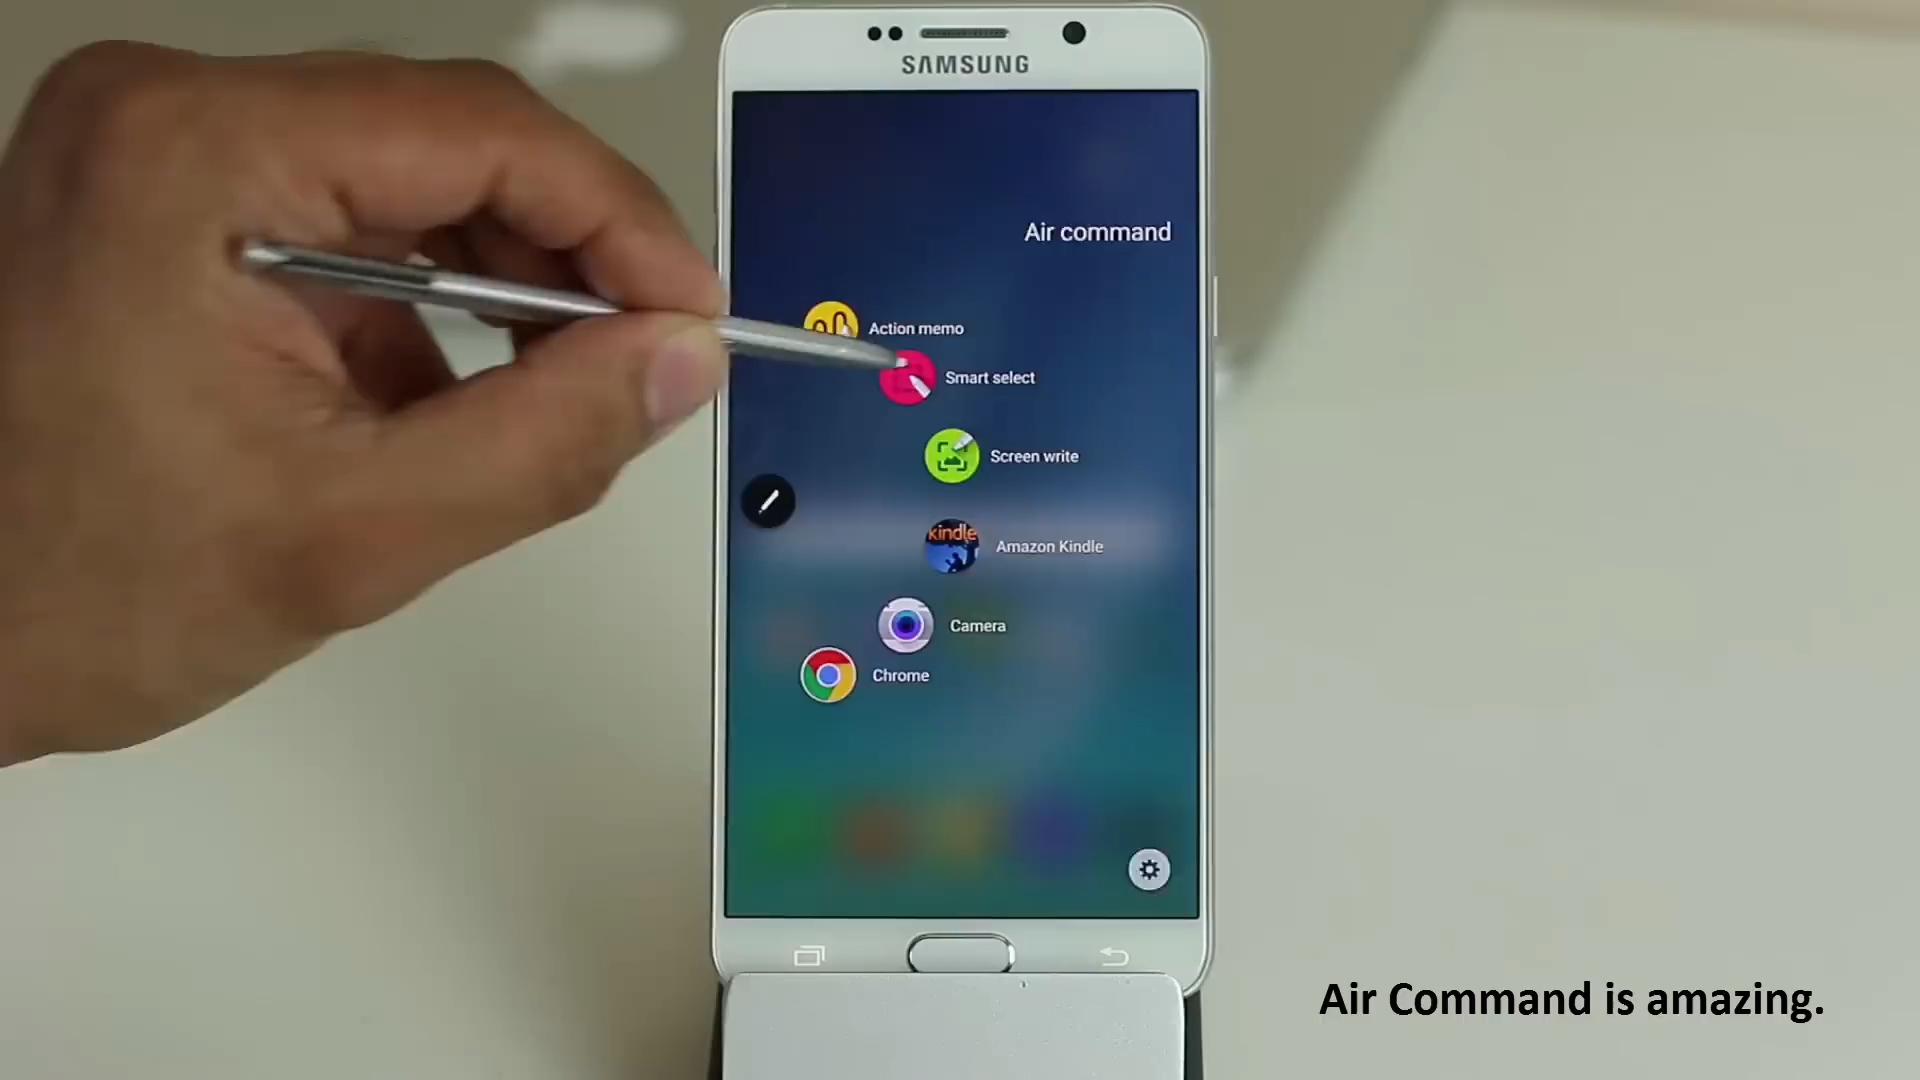 SAMSUNG
Air command
Action memo
Smart select
Screen write
kindle
Amazon Kindle
Camera
Chrome
Air Command is amazing.